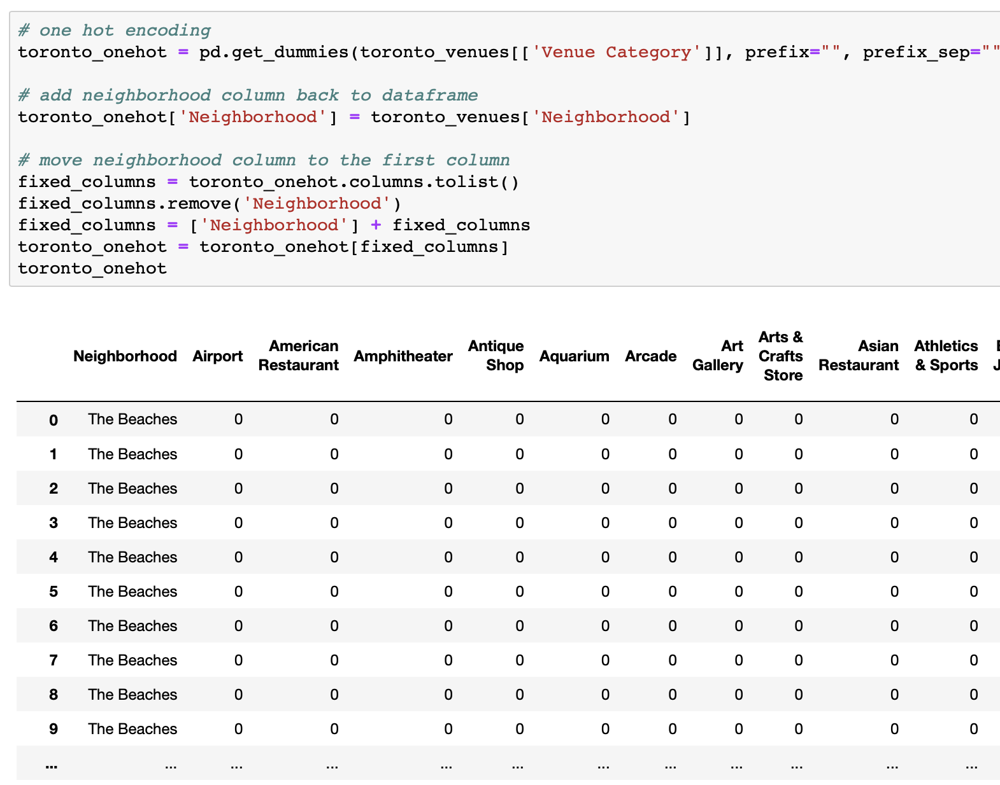 # one hot encoding
toronto_onehot = pd.get_dummies(toronto_venues[['Venue Category']], prefix="", prefix_sep=""
# add neighborhood column back to dataframe
toronto_onehot['Neighborhood'] = toronto_venues['Neighborhood']
# move neighborhood column to the first column
fixed_columns = toronto_onehot.columns.tolist()
fixed_columns.remove('Neighborhood')
fixed_columns = ['Neighborhood'] + fixed_columns
toronto_onehot = toronto_onehot[fixed_columns]
toronto_onehot
Neighborhood Airport American Restaurant Amphitheater Antique Shop Aquarium Arcade Art Gallery Arts & Crafts Store Asian Restaurant Athletics & Sports
0 The Beaches 0 0 0 0 0 0 0 0 0 0
1 The Beaches 0 0 0 0 0 0 0 0 0 0
2 The Beaches 0 0 0 0 0 0 0 0 0 0
3 The Beaches 0 0 0 0 0 0 0 0 0 0
4 The Beaches 0 0 0 0 0 0 0 0 0 0
5 The Beaches 0 0 0 0 0 0 0 0 0 0
6 The Beaches 0 0 0 0 0 0 0 0 0 0
7 The Beaches 0 0 0 0 0 0 0 0 0 0
8 The Beaches 0 0 0 0 0 0 0 0 0 0
9 The Beaches 0 0 0 0 0 0 0 0 0 0
... ... ... ... ... ... ... ... ... ... ... ...